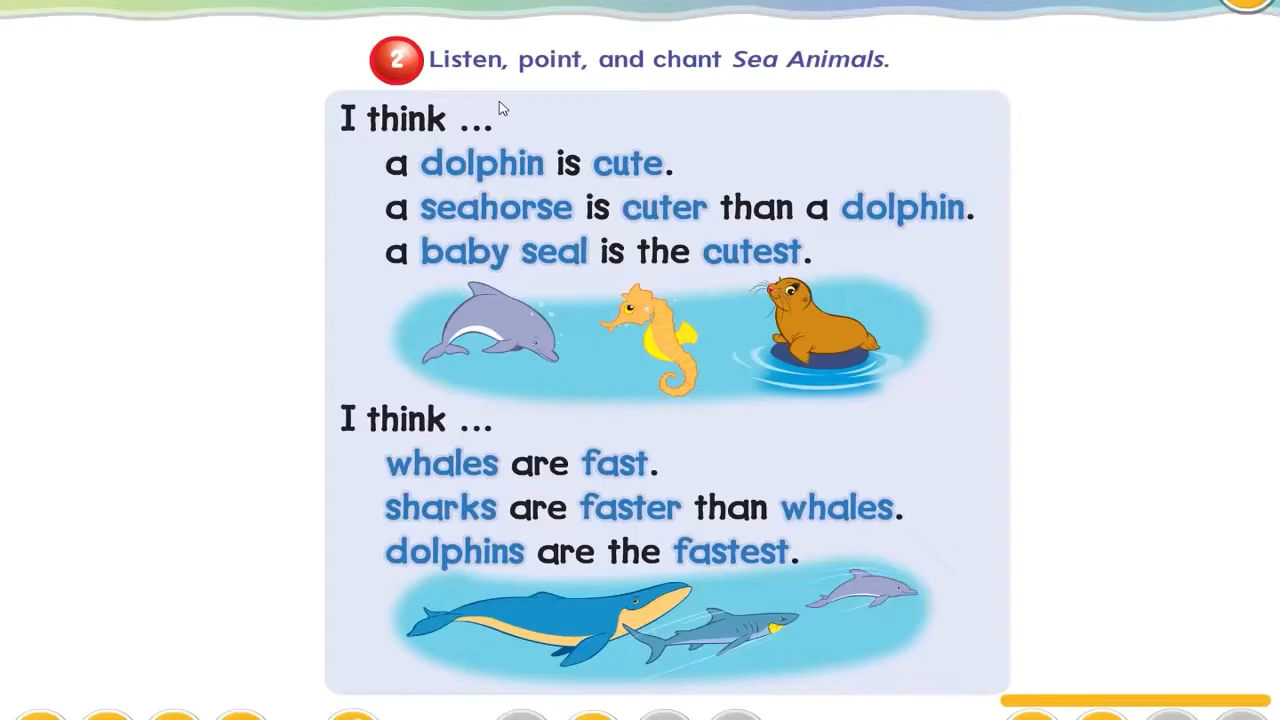 2 Listen, point, and chant Sea Animals.
I think ...
a dolphin is cute.
a seahorse is cuter than a dolphin.
a baby seal is the cutest.
I think ...
whales are fast.
sharks are faster than whales.
dolphins are the fastest.